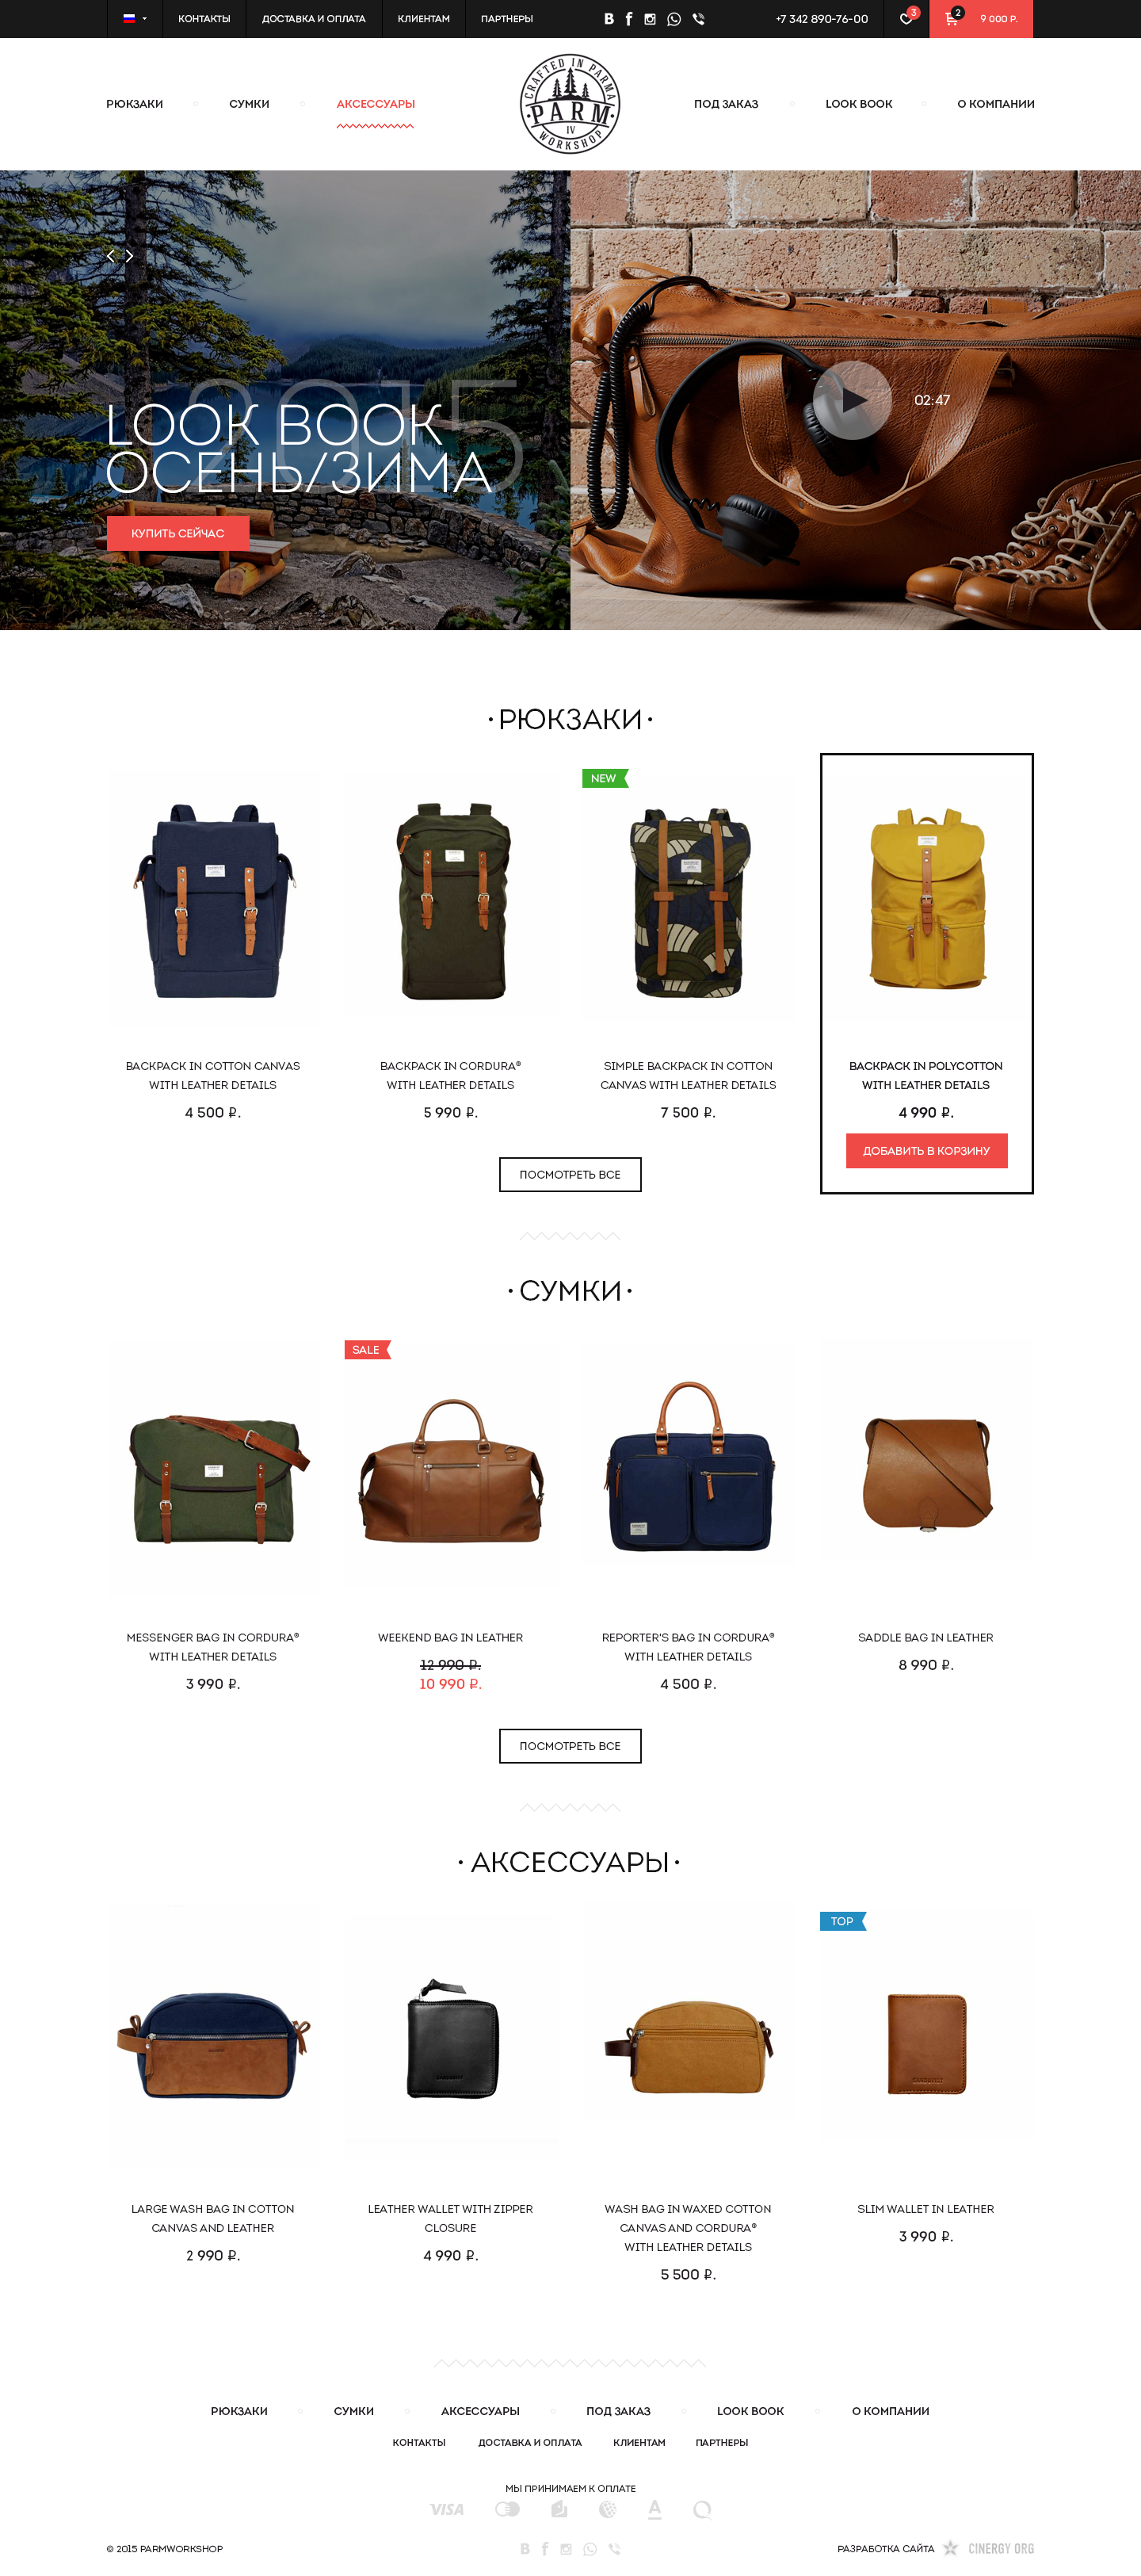 КОНТАКТЫ
ДОСТАВКА И ОПЛАТА
КЛИЕНТАМ
ПАРТНЕРЫ
+7 342 890-76-00
3
2
9 000 Р.
РЮКЗАКИ
СУМКИ
АКСЕССУАРЫ
CRAFTED IN PARMA
PARM
IV
WORKSHOP
ПОД ЗАКАЗ
LOOK BOOK
О КОМПАНИИ
2015
LOOK BOOK
ОСЕНЬ/ЗИМА
КУПИТЬ СЕЙЧАС
02:47
· РЮКЗАКИ ·
NEW
BACKPACK IN COTTON CANVAS
WITH LEATHER DETAILS
4 500 ₽.
BACKPACK IN CORDURA®
WITH LEATHER DETAILS
5 990 ₽.
SIMPLE BACKPACK IN COTTON
CANVAS WITH LEATHER DETAILS
7 500 ₽.
BACKPACK IN POLYCOTTON
WITH LEATHER DETAILS
4 990 ₽.
ДОБАВИТЬ В КОРЗИНУ
ПОСМОТРЕТЬ ВСЕ
· СУМКИ ·
SALE
MESSENGER BAG IN CORDURA®
WITH LEATHER DETAILS
3 990 ₽.
WEEKEND BAG IN LEATHER
12 990 ₽.
10 990 ₽.
REPORTER'S BAG IN CORDURA®
WITH LEATHER DETAILS
4 500 ₽.
SADDLE BAG IN LEATHER
8 990 ₽.
ПОСМОТРЕТЬ ВСЕ
· АКСЕССУАРЫ ·
TOP
LARGE WASH BAG IN COTTON
CANVAS AND LEATHER
2 990 ₽.
LEATHER WALLET WITH ZIPPER
CLOSURE
4 990 ₽.
WASH BAG IN WAXED COTTON
CANVAS AND CORDURA®
WITH LEATHER DETAILS
5 500 ₽.
SLIM WALLET IN LEATHER
3 990 ₽.
РЮКЗАКИ
СУМКИ
АКСЕССУАРЫ
ПОД ЗАКАЗ
LOOK BOOK
О КОМПАНИИ
КОНТАКТЫ
ДОСТАВКА И ОПЛАТА
КЛИЕНТАМ
ПАРТНЕРЫ
МЫ ПРИНИМАЕМ К ОПЛАТЕ
VISA
© 2015 PARMWORKSHOP
РАЗРАБОТКА САЙТА
CINERGY ORG